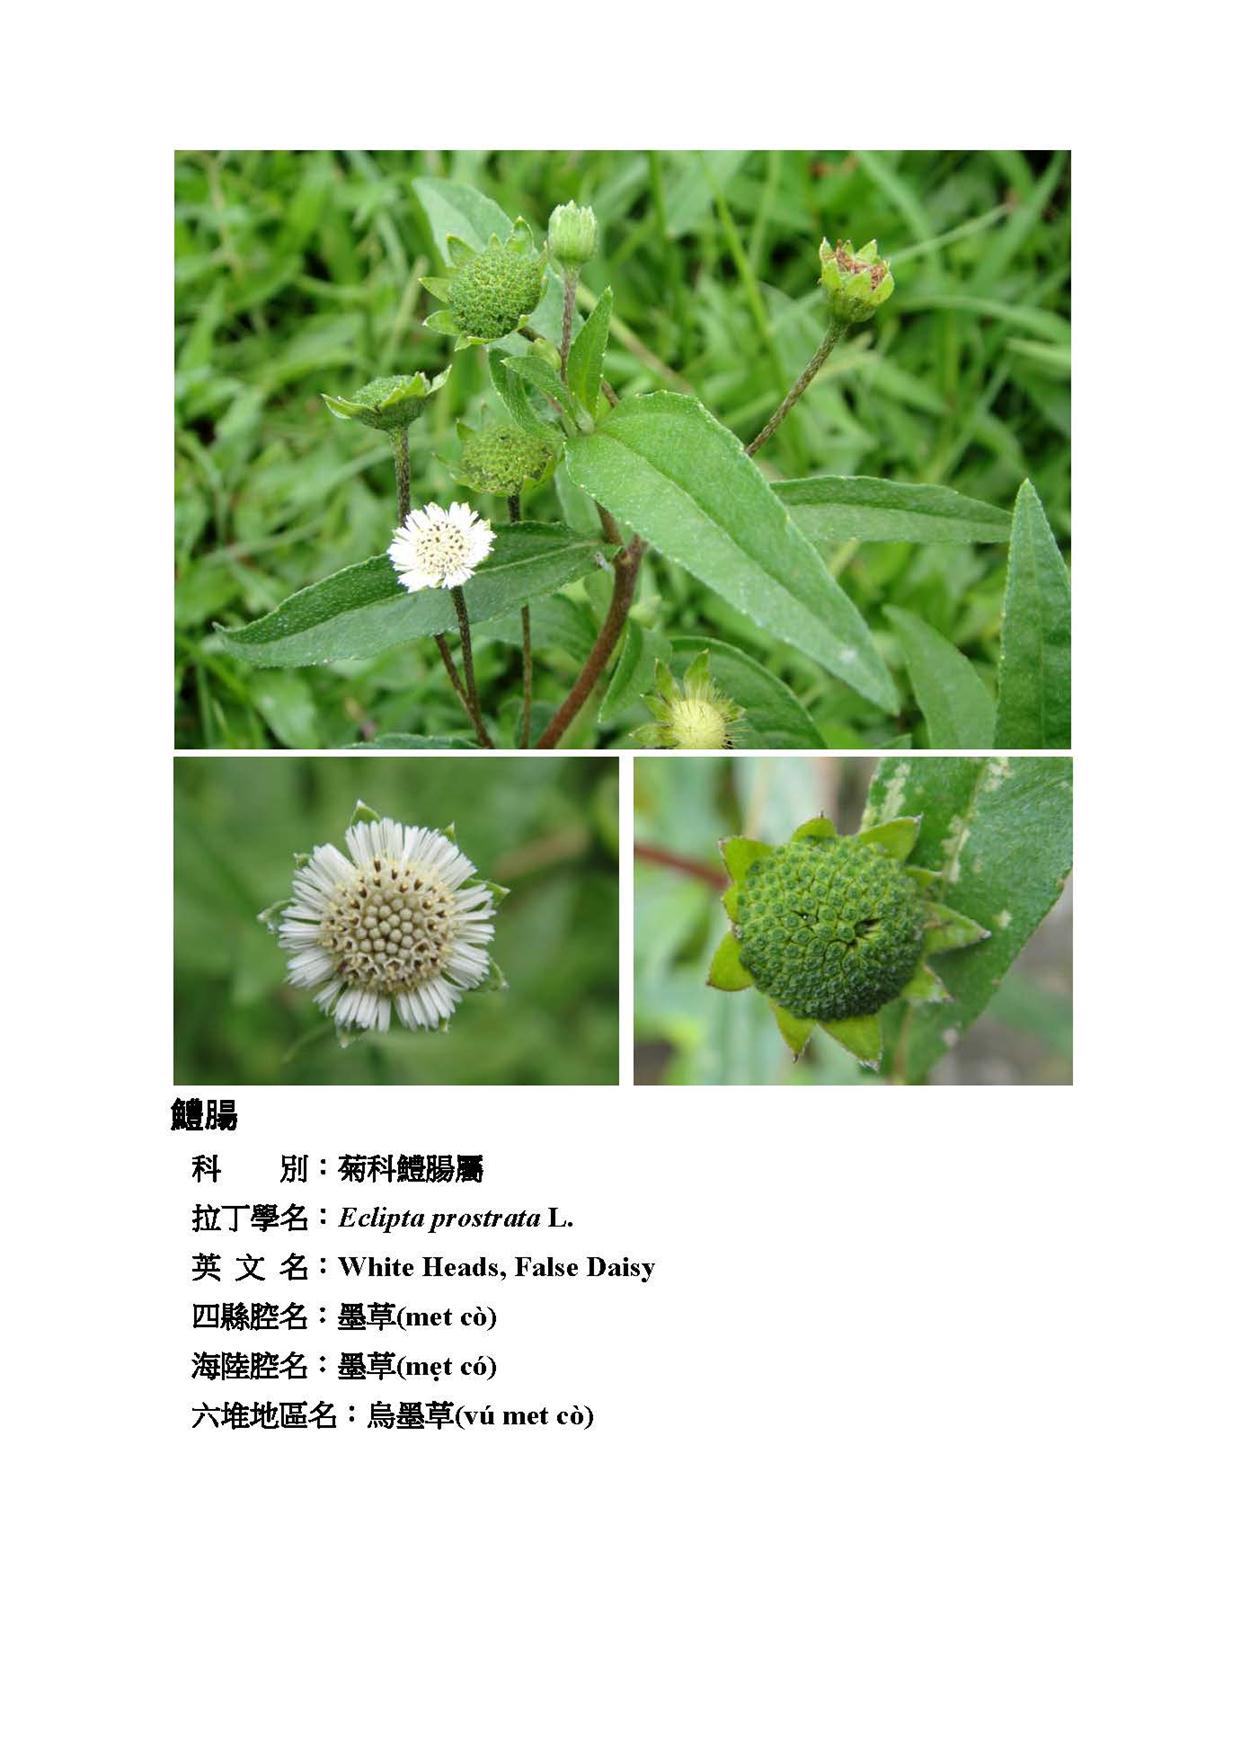 鱧腸
科　　別：菊科鱧腸屬
拉丁學名：Eclipta prostrata L.
英 文 名：White Heads, False Daisy
四縣腔名：墨草(met cò)
海陸腔名：墨草(mẹt có)
六堆地區名：烏墨草(vú met cò)